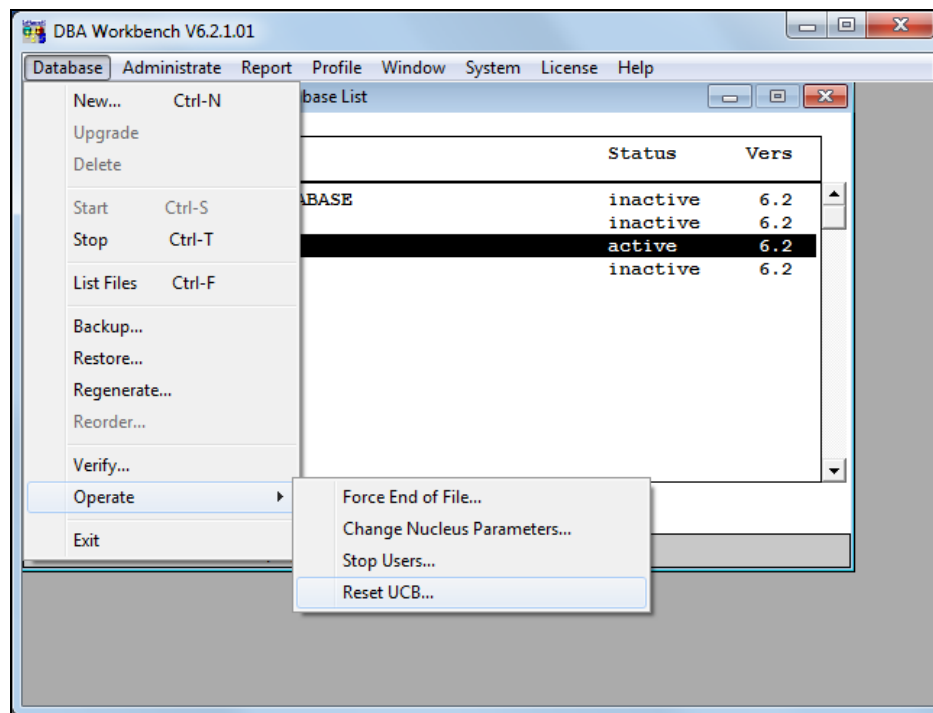 DBA Workbench V6.2.1.01
Database Administrate Report Profile Window System License Help
New... Ctrl-N
Upgrade
Delete
Start Ctrl-S
Stop Ctrl-T
List Files Ctrl-F
Backup...
Restore...
Regenerate...
Reorder...
Verify...
Operate
Exit
base List
Status Vers
ABASE inactive 6.2
inactive 6.2
active 6.2
inactive 6.2
Force End of File...
Change Nucleus Parameters...
Stop Users...
Reset UCB...